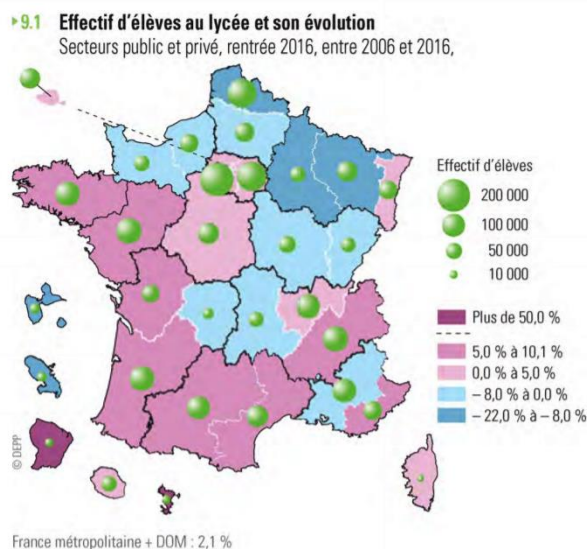 ▸9.1 Effectif d'élèves au lycée et son évolution
Secteurs public et privé, rentrée 2016, entre 2006 et 2016,
Effectif d'élèves
200 000
100 000
50 000
10 000
Plus de 50,0 %
5,0 % à 10,1 %
0,0 % à 5,0 %
– 8,0 % à 0,0 %
– 22,0 % à – 8,0 %
© DEPP
France métropolitaine + DOM : 2,1 %